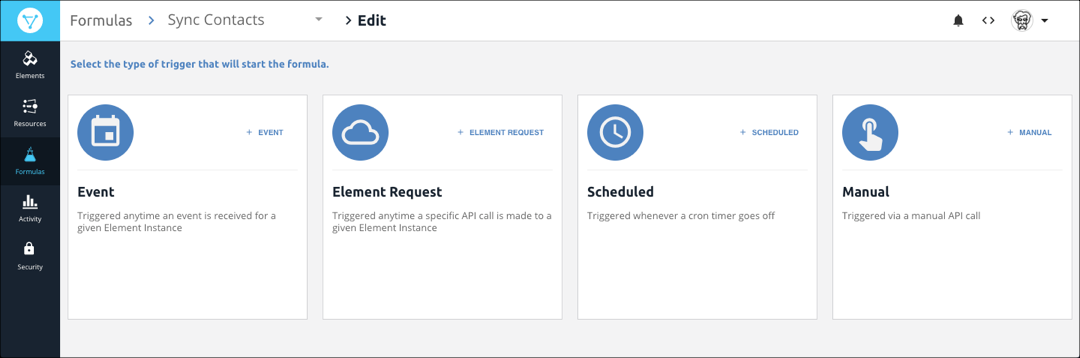 Formulas > Sync Contacts > Edit
Elements
Resources
Formulas
Activity
Security
Select the type of trigger that will start the formula.
+ EVENT
Event
Triggered anytime an event is received for a
given Element Instance
+ ELEMENT REQUEST
Element Request
Triggered anytime a specific API call is made to a
given Element Instance
+ SCHEDULED
Scheduled
Triggered whenever a cron timer goes off
+ MANUAL
Manual
Triggered via a manual API call